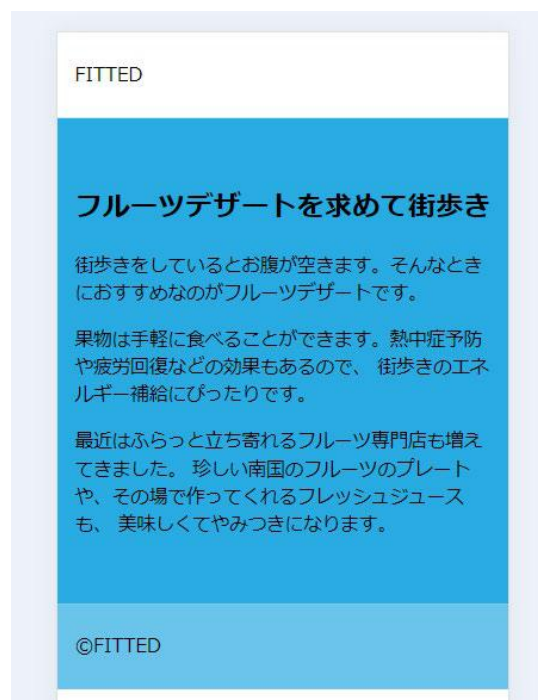 FITTED
フルーツデザートを求めて街歩き
街歩きをしているとお腹が空きます。そんなとき
におすすめなのがフルーツデザートです。
果物は手軽に食べることができます。熱中症予防
や疲労回復などの効果もあるので、 街歩きのエネ
ルギー補給にぴったりです。
最近はふらっと立ち寄れるフルーツ専門店も増え
てきました。 珍しい南国のフルーツのプレート
や、その場で作ってくれるフレッシュジュース
も、 美味しくてやみつきになります。
©FITTED